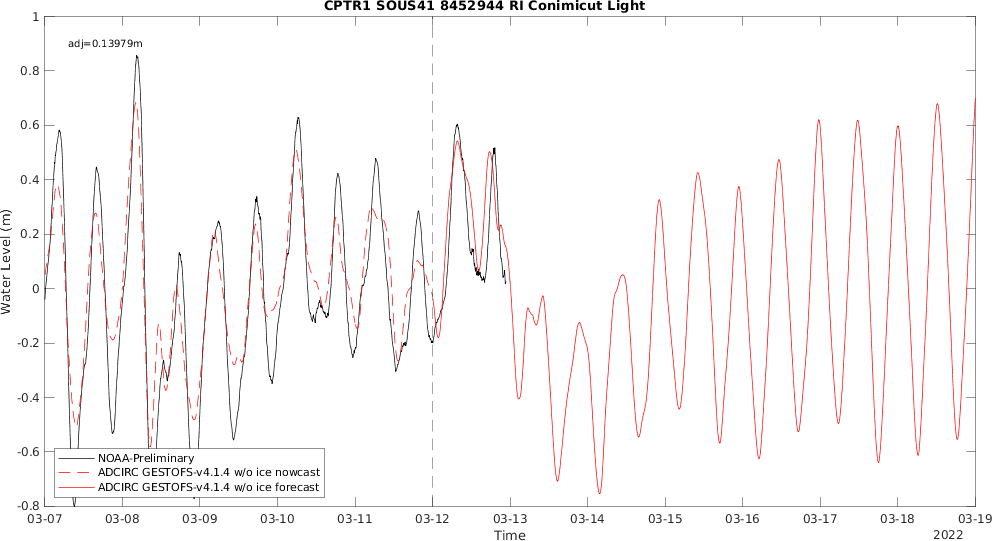 CPTR1 SOUS41 8452944 RI Conimicut Light
adj=0.13979m
Water Level (m)
1
0.8
0.6
0.4
0.2
0
-0.2
-0.4
-0.6
-0.8
NOAA-Preliminary
ADCIRC GESTOFS-v4.1.4 w/o ice nowcast
ADCIRC GESTOFS-v4.1.4 w/o ice forecast
03-07 03-08 03-09 03-10 03-11 03-12 03-13 03-14 03-15 03-16 03-17 03-18 03-19
Time
2022